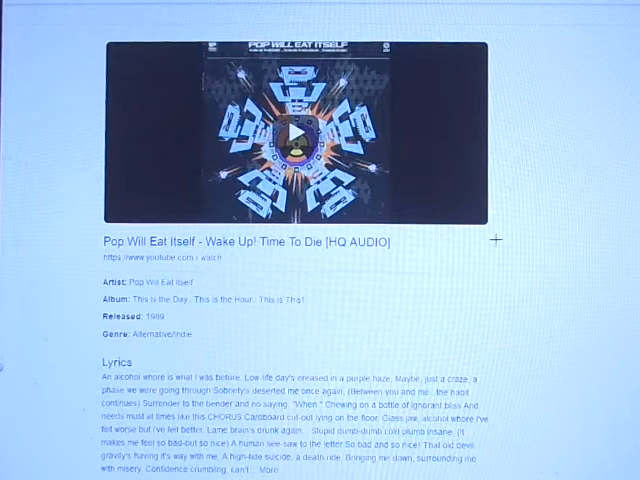 POP WILL EAT ITSELF
Pop Will Eat Itself - Wake Up! Time To Die [HQ AUDIO]
https://www.youtube.com › watch
Artist: Pop Will Eat Itself
Album: This Is the Day...This Is the Hour...This Is This!
Released: 1989
Genre: Alternative/Indie
Lyrics
An alcohol whore is what I was before, Low-life day's creased in a purple haze, Maybe, just a craze, a
phase we were going through Sobriety's deserted me once again, (Between you and me.. the habit
continues) Surrender to the bender and no saying, "When." Chewing on a bottle of ignorant bliss And
needs must at times like this CHORUS Cardboard cut-out lying on the floor, Glass jaw, alcohol whore I've
felt worse but I've felt better, Lame brain's drunk again... Stupid dumb-dumb cold plumb insane, ('It
makes me feel so bad-but so nice) A human see-saw to the letter So bad and so nice! That old devil
gravity's having it's way with me, A high-tide suicide, a death ride, Bringing me down, surrounding me
with misery, Confidence crumbling, can't ... More